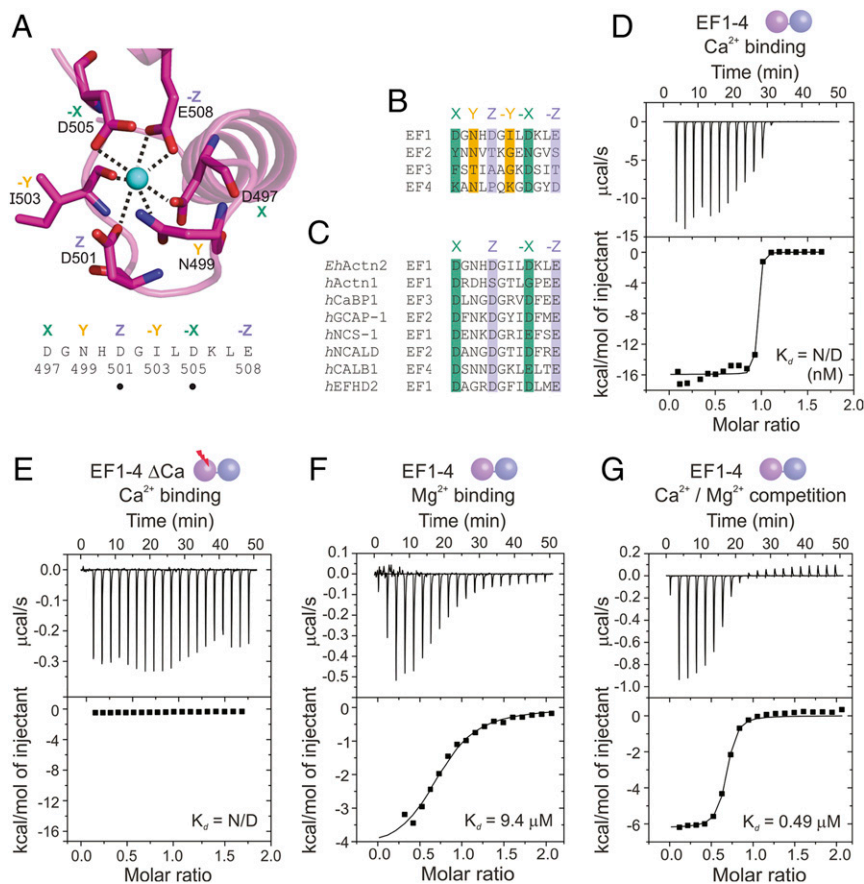 A
-X
D505
-Z
E508
-Y
I503
D497
X
Z
D501
Y
N499
X Y Z -Y -X -Z
D G N H D G I L D K L E
497 499 501 503 505 508
● ●
B
X Y Z -Y -X -Z
EF1 DGNHDGILDKLE
EF2 YNNVTKGENGVS
EF3 FSTIAAGKDSIT
EF4 KANLPQKGDGYD
C
X Z -X -Z
EhActn2 EF1 DGNHDGILDKLE
hActn1 EF1 DRDHSGTLGPEE
hCaBP1 EF3 DLNGDGRVDFEE
hGCAP-1 EF2 DFNKDGYIDFME
hNCS-1 EF1 DENKDGRIEFSE
hNCALD EF2 DANGDGTIDFRE
hCALB1 EF4 DSNGDGKLELTE
hEFHD2 EF1 DAGRDGFIDLME
D
EF1-4
Ca²⁺ binding
Time (min)
0 10 20 30 40 50
0
-5
-10
-15
µcal/s
0
-4
-8
-12
-16
kcal/mol of injectant
K_d = N/D
(nM)
0.0 0.5 1.0 1.5 2.0
Molar ratio
E
EF1-4 ΔCa
Ca²⁺ binding
Time (min)
0 10 20 30 40 50
0.0
-0.1
-0.2
-0.3
µcal/s
0
-4
-8
-12
-16
kcal/mol of injectant
K_d = N/D
0.0 0.5 1.0 1.5 2.0
Molar ratio
F
EF1-4
Mg²⁺ binding
Time (min)
0 10 20 30 40 50
0.1
0.0
-0.1
-0.2
-0.3
-0.4
-0.5
µcal/s
0
-1
-2
-3
-4
kcal/mol of injectant
K_d = 9.4 µM
0.0 0.5 1.0 1.5 2.0
Molar ratio
G
EF1-4
Ca²⁺ / Mg²⁺ competition
Time (min)
0 10 20 30 40 50
0.2
0.0
-0.2
-0.4
-0.6
-0.8
-1.0
µcal/s
0
-2
-4
-6
kcal/mol of injectant
K_d = 0.49 µM
0.0 0.5 1.0 1.5 2.0
Molar ratio